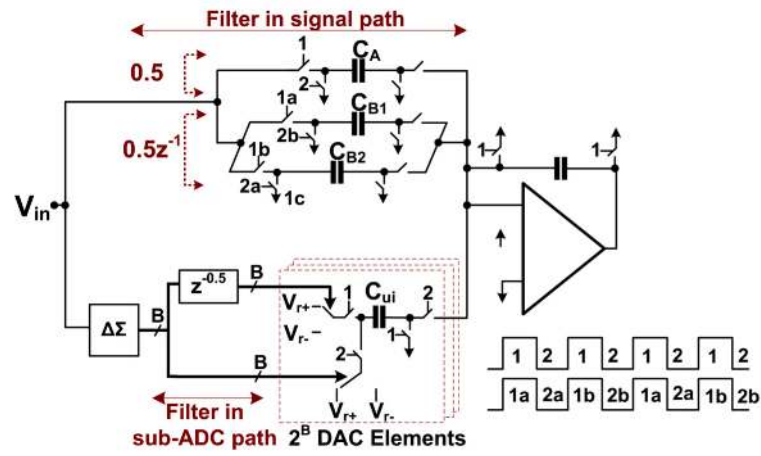 Filter in signal path
1
C_A
0.5
2
1a
C_B1
0.5z^-1
2b
1b
C_B2
2a
1c
1
1
V_in
z^-0.5
B
V_r+
1
C_ui
2
V_r-
1
ΔΣ
B
2
B
Filter in
sub-ADC path
V_r+
V_r-
2^B DAC Elements
1 2 1 2 1 2 1 2
1a 2a 1b 2b 1a 2a 1b 2b